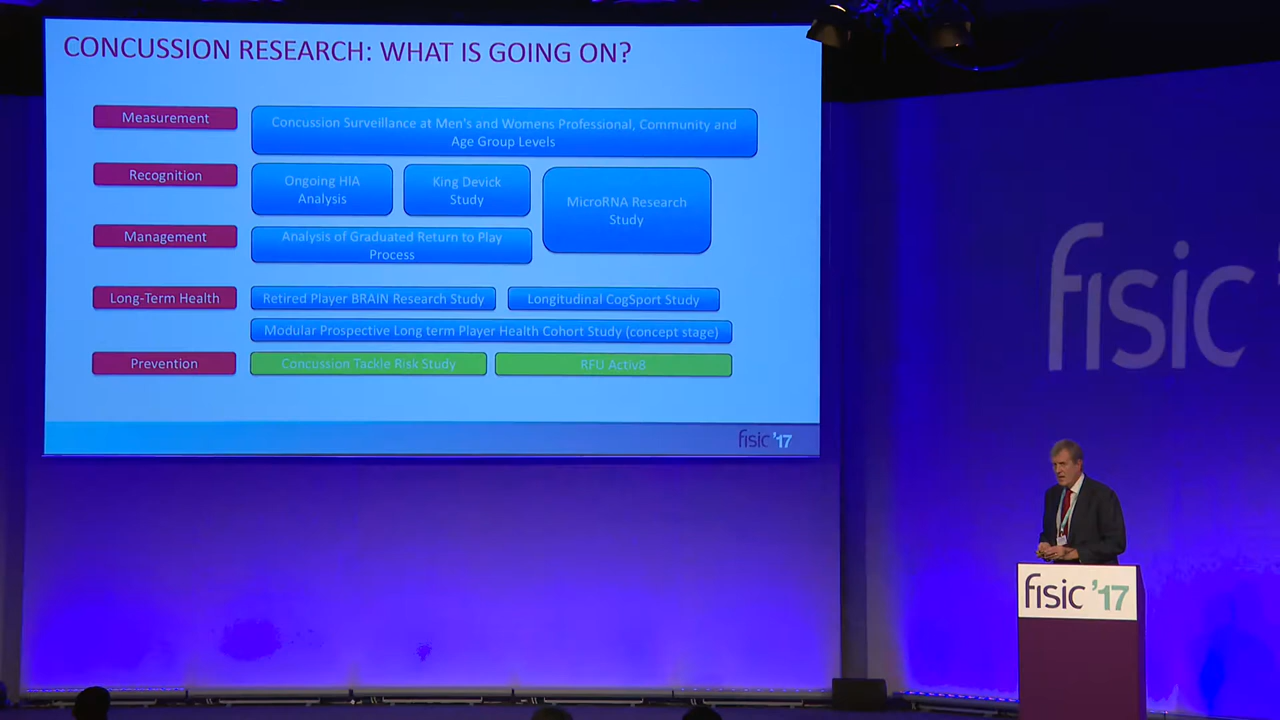 CONCUSSION RESEARCH: WHAT IS GOING ON?
Measurement
Concussion Surveillance at Men's and Womens Professional, Community and
Age Group Levels
Recognition
Ongoing HIA
Analysis
King Devick
Study
MicroRNA Research
Study
Management
Analysis of Graduated Return to Play
Process
Long-Term Health
Retired Player BRAIN Research Study
Longitudinal CogSport Study
Modular Prospective Long term Player Health Cohort Study (concept stage)
Prevention
Concussion Tackle Risk Study
RFU Activ8
fisic '17
fisic '
fisic '17